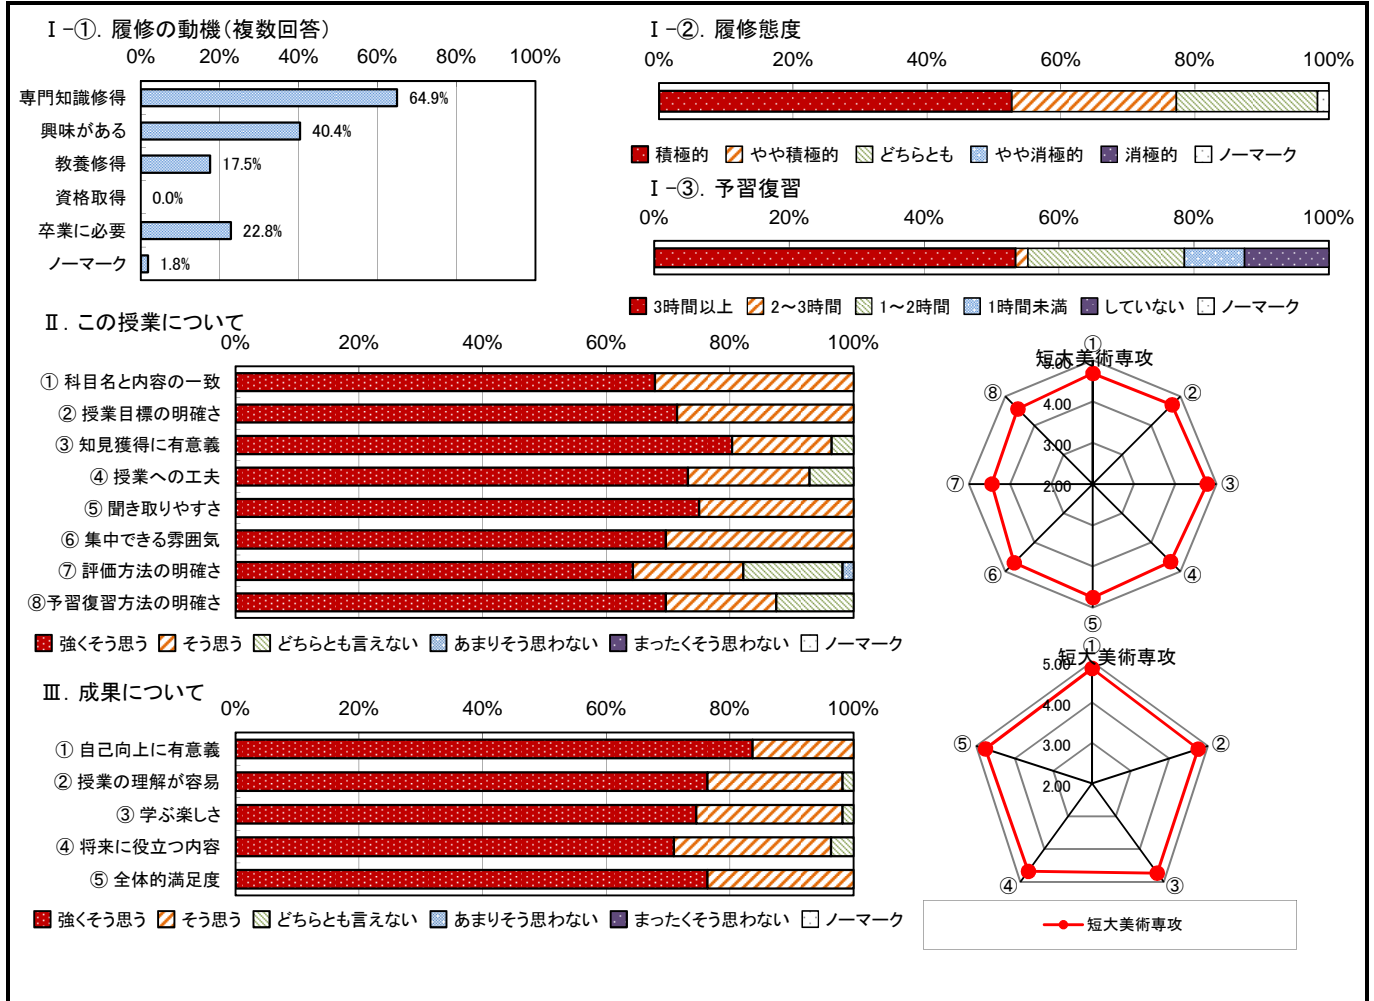 Ⅰ-①. 履修の動機(複数回答)
0% 20% 40% 60% 80% 100%
専門知識修得 64.9%
興味がある 40.4%
教養修得 17.5%
資格取得 0.0%
卒業に必要 22.8%
ノーマーク 1.8%
Ⅰ-②. 履修態度
0% 20% 40% 60% 80% 100%
積極的 やや積極的 どちらとも やや消極的 消極的 ノーマーク
Ⅰ-③. 予習復習
0% 20% 40% 60% 80% 100%
3時間以上 2～3時間 1～2時間 1時間未満 していない ノーマーク
Ⅱ. この授業について
0% 20% 40% 60% 80% 100%
① 科目名と内容の一致
② 授業目標の明確さ
③ 知見獲得に有意義
④ 授業への工夫
⑤ 聞き取りやすさ
⑥ 集中できる雰囲気
⑦ 評価方法の明確さ
⑧予習復習方法の明確さ
強くそう思う そう思う どちらとも言えない あまりそう思わない まったくそう思わない ノーマーク
短大美術専攻
①
②
③
④
⑤
⑥
⑦
⑧
5.00
4.00
3.00
2.00
Ⅲ. 成果について
0% 20% 40% 60% 80% 100%
① 自己向上に有意義
② 授業の理解が容易
③ 学ぶ楽しさ
④ 将来に役立つ内容
⑤ 全体的満足度
強くそう思う そう思う どちらとも言えない あまりそう思わない まったくそう思わない ノーマーク
短大美術専攻
①
②
③
④
⑤
5.00
4.00
3.00
2.00
短大美術専攻